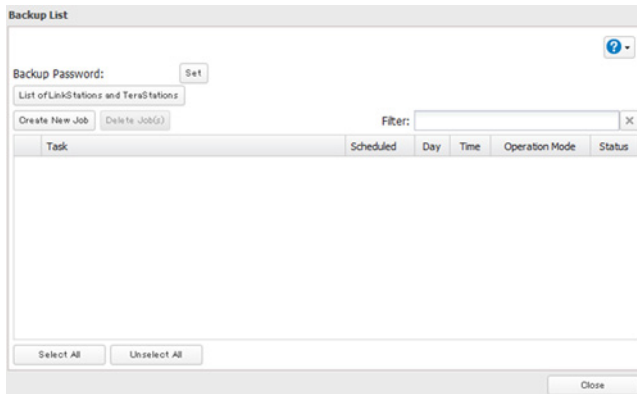 Backup List
?
Backup Password: Set
List of LinkStations and TeraStations
Create New Job Delete Job(s) Filter:
Task Scheduled Day Time Operation Mode Status
Select All Unselect All
Close